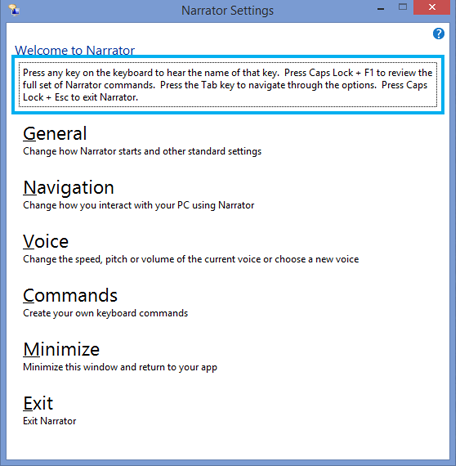 Narrator Settings
?
Welcome to Narrator
Press any key on the keyboard to hear the name of that key.  Press Caps Lock + F1 to review the
full set of Narrator commands.  Press the Tab key to navigate through the options.  Press Caps
Lock + Esc to exit Narrator.
General
Change how Narrator starts and other standard settings
Navigation
Change how you interact with your PC using Narrator
Voice
Change the speed, pitch or volume of the current voice or choose a new voice
Commands
Create your own keyboard commands
Minimize
Minimize this window and return to your app
Exit
Exit Narrator